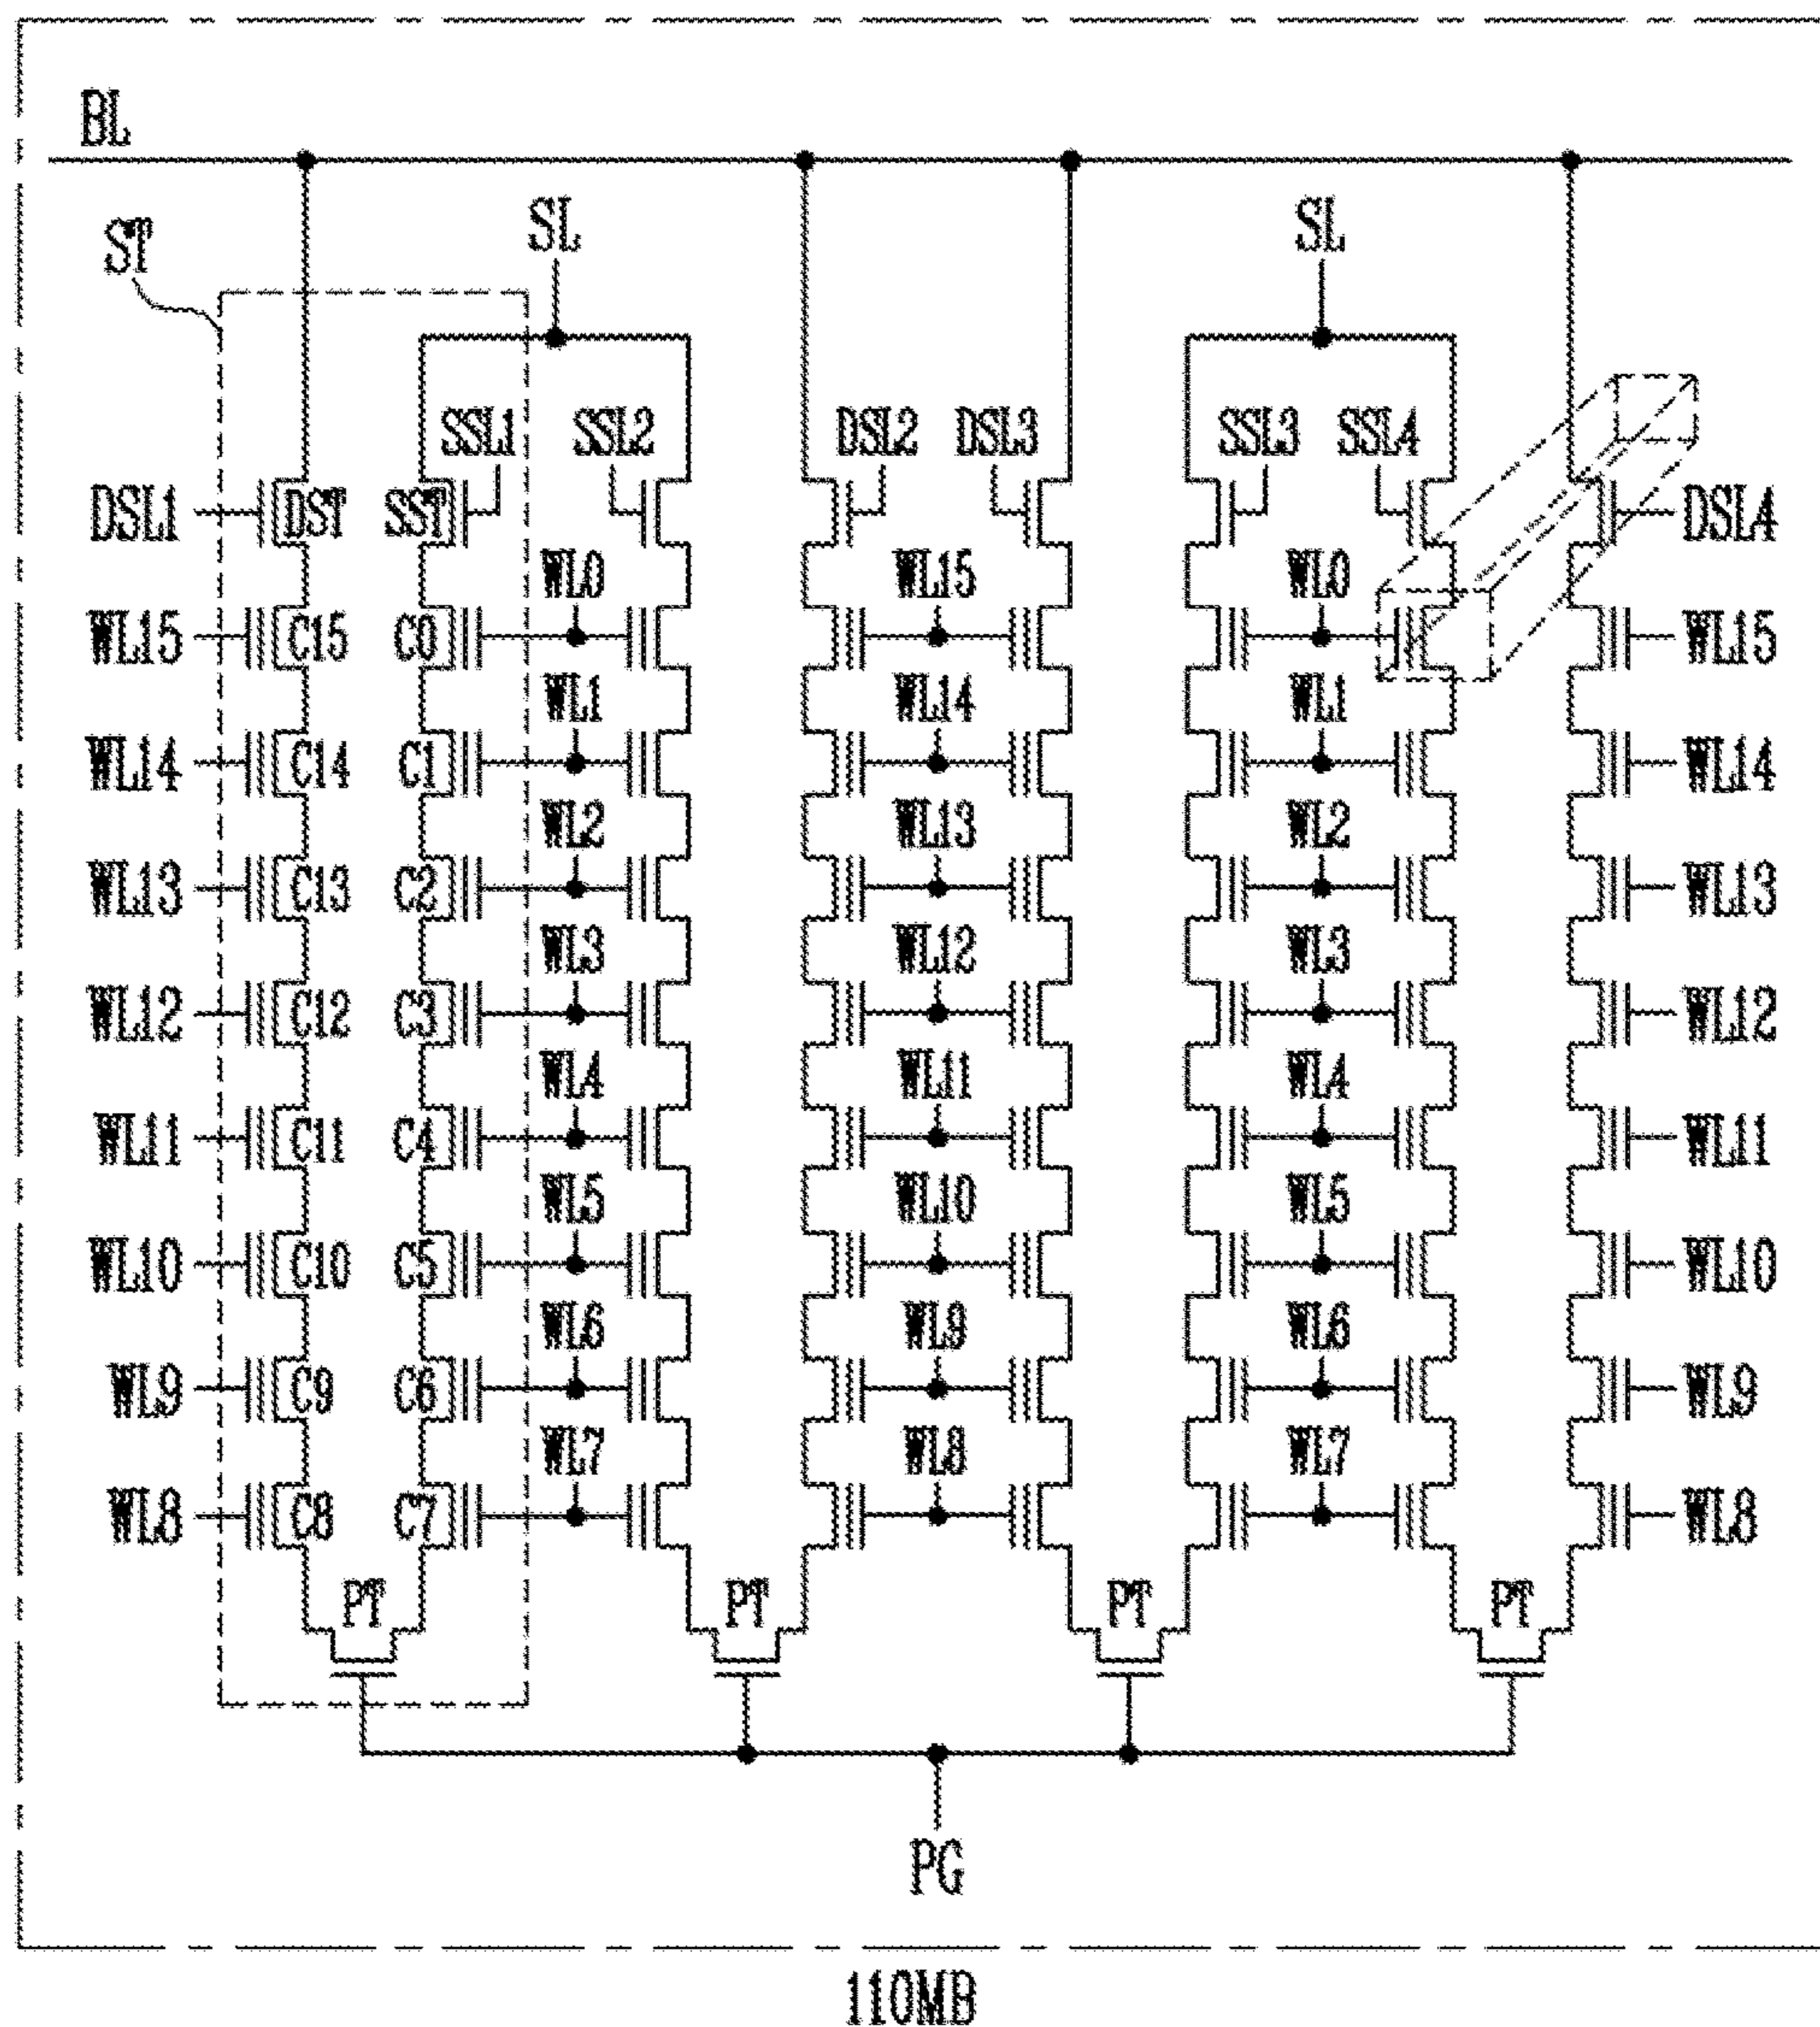 BL
ST SL SL
SSL1 SSL2 DSL2 DSL3 SSL3 SSL4
DSL1 DST SST DSL4
WL0 WL15 WL0
WL15 C15 C0 WL15
WL1 WL14 WL1
WL14 C14 C1 WL14
WL2 WL13 WL2
WL13 C13 C2 WL13
WL3 WL12 WL3
WL12 C12 C3 WL12
WL4 WL11 WL4
WL11 C11 C4 WL11
WL5 WL10 WL5
WL10 C10 C5 WL10
WL6 WL9 WL6
WL9 C9 C6 WL9
WL7 WL8 WL7
WL8 C8 C7 WL8
PT PT PT PT
PG
110MB